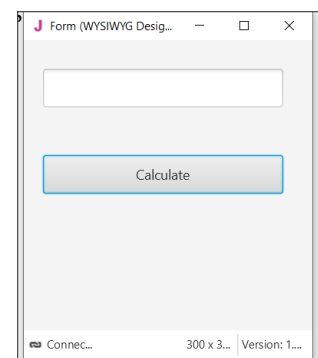 J Form (WYSIWYG Desig...
Calculate
Connec... 300 x 3... Version: 1....